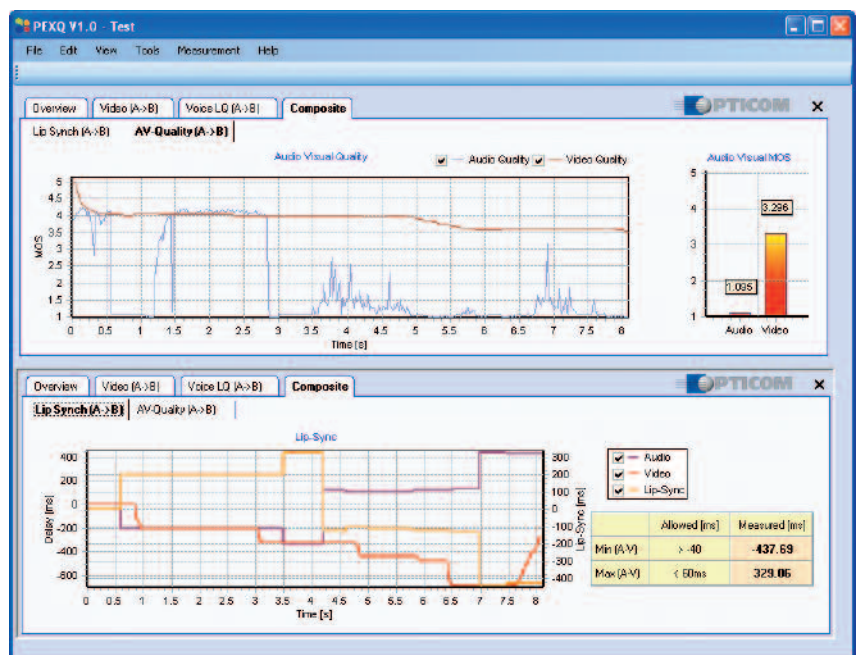 PEXQ V1.0 - Test
File Edit View Tools Measurement Help
Overview Video (A->B) Voice LQ (A->B) Composite
OPTICOM
Lip Synch (A->B) AV-Quality (A->B)
Audio Visual Quality
Audio Quality Video Quality
Audio Visual MOS
MOS
5
4.5
4
3.5
3
2.5
2
1.5
1
0 0.5 1 1.5 2 2.5 3 3.5 4 4.5 5 5.5 6 6.5 7 7.5 8
Time [s]
5
4
3
2
1
3.296
1.095
Audio Video
Overview Video (A->B) Voice LQ (A->B) Composite
OPTICOM
Lip Synch (A->B) AV-Quality (A->B)
Lip-Sync
Delay [ms]
400
200
0
-200
-400
-600
300
200
100
0
-100
-200
-300
-400
Lip-Sync [ms]
0 0.5 1 1.5 2 2.5 3 3.5 4 4.5 5 5.5 6 6.5 7 7.5 8
Time [s]
Audio
Video
Lip-Sync
Allowed [ms] Measured [ms]
Min (A-V) > -40 -437.69
Max (A-V) < 60ms 329.06